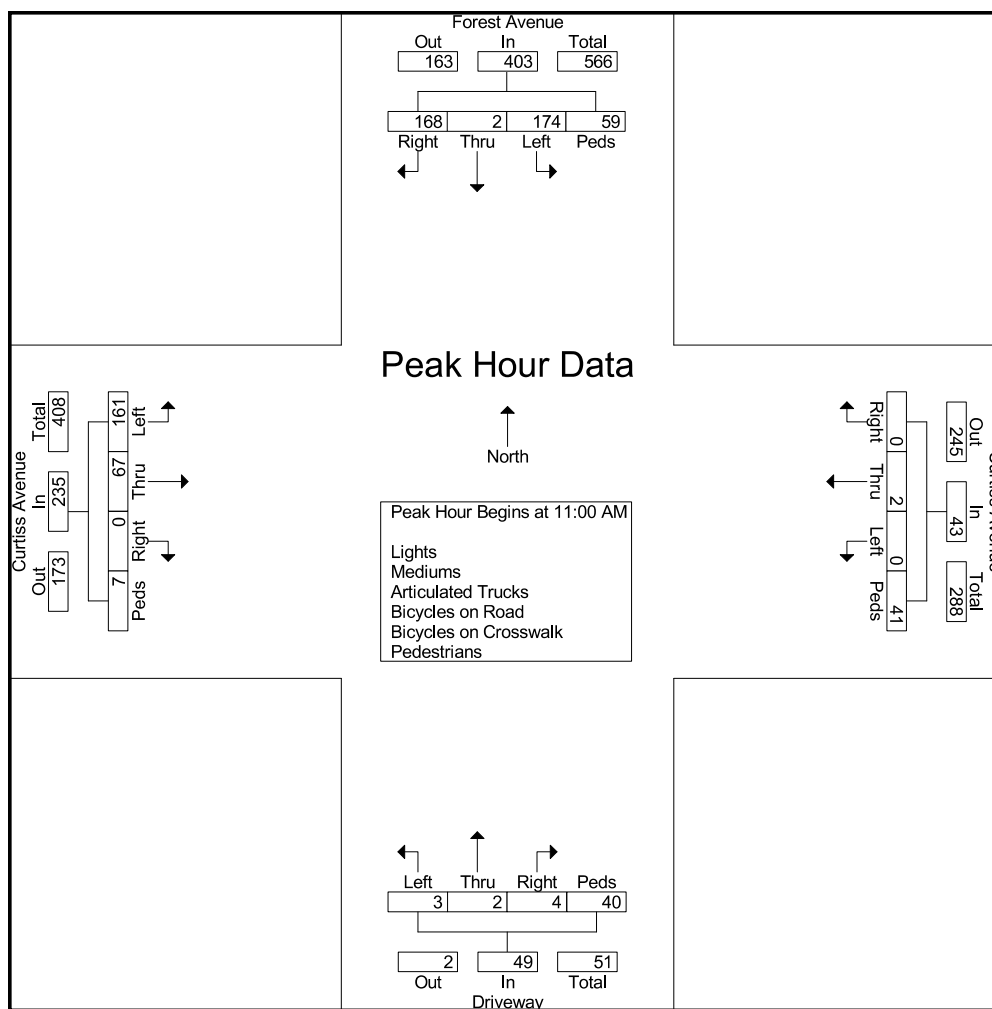 Forest Avenue
Out In Total
163 403 566
168 2 174 59
Right Thru Left Peds
Peak Hour Data
North
Peak Hour Begins at 11:00 AM
Lights
Mediums
Articulated Trucks
Bicycles on Road
Bicycles on Crosswalk
Pedestrians
Curtiss Avenue
Out In Total
173 235 408
7 0 67 161
Peds Right Thru Left
Out In Total
245 43 288
0 2 0 41
Right Thru Left Peds
Left Thru Right Peds
3 2 4 40
2 49 51
Out In Total
Driveway